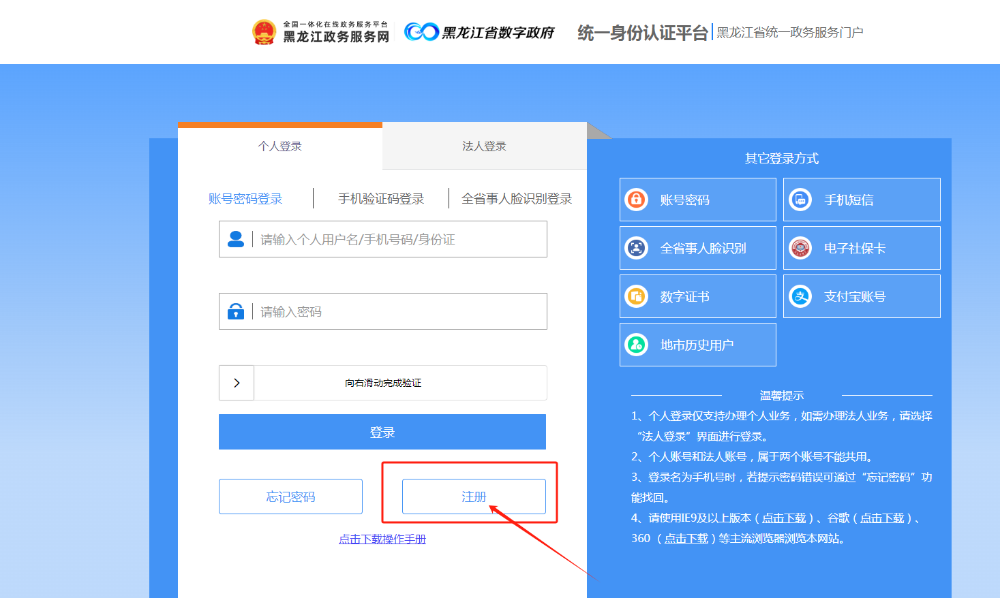 全国一体化在线政务服务平台
黑龙江政务服务网
黑龙江省数字政府
统一身份认证平台
黑龙江省统一政务服务门户
个人登录
法人登录
账号密码登录
手机验证码登录
全省事人脸识别登录
请输入个人用户名/手机号码/身份证
请输入密码
向右滑动完成验证
登录
忘记密码
注册
点击下载操作手册
其它登录方式
账号密码
手机短信
全省事人脸识别
电子社保卡
数字证书
支付宝账号
地市历史用户
温馨提示
1、个人登录仅支持办理个人业务，如需办理法人业务，请选择
“法人登录”界面进行登录。
2、个人账号和法人账号，属于两个账号不能共用。
3、登录名为手机号时，若提示密码错误可通过“忘记密码”功
能找回。
4、请使用IE9及以上版本（点击下载）、谷歌（点击下载）、
360（点击下载）等主流浏览器浏览本网站。